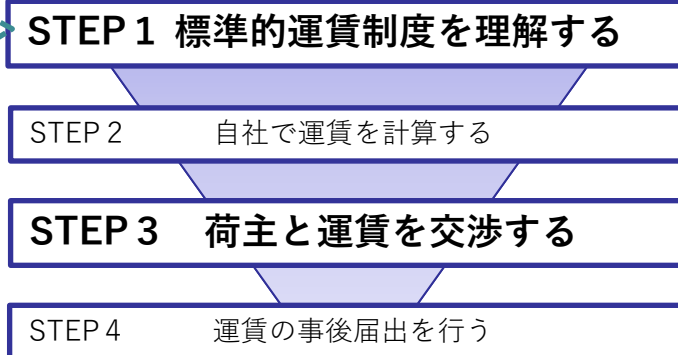 STEP１ 標準的運賃制度を理解する
STEP２ 自社で運賃を計算する
STEP３ 荷主と運賃を交渉する
STEP４ 運賃の事後届出を行う